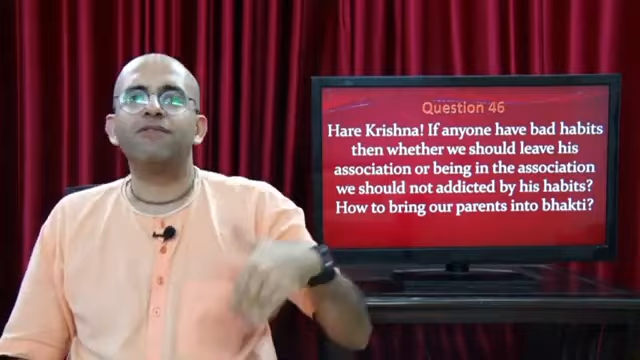 Question 46
Hare Krishna! If anyone have bad habits
then whether we should leave his
association or being in the association
we should not addicted by his habits?
How to bring our parents into bhakti?